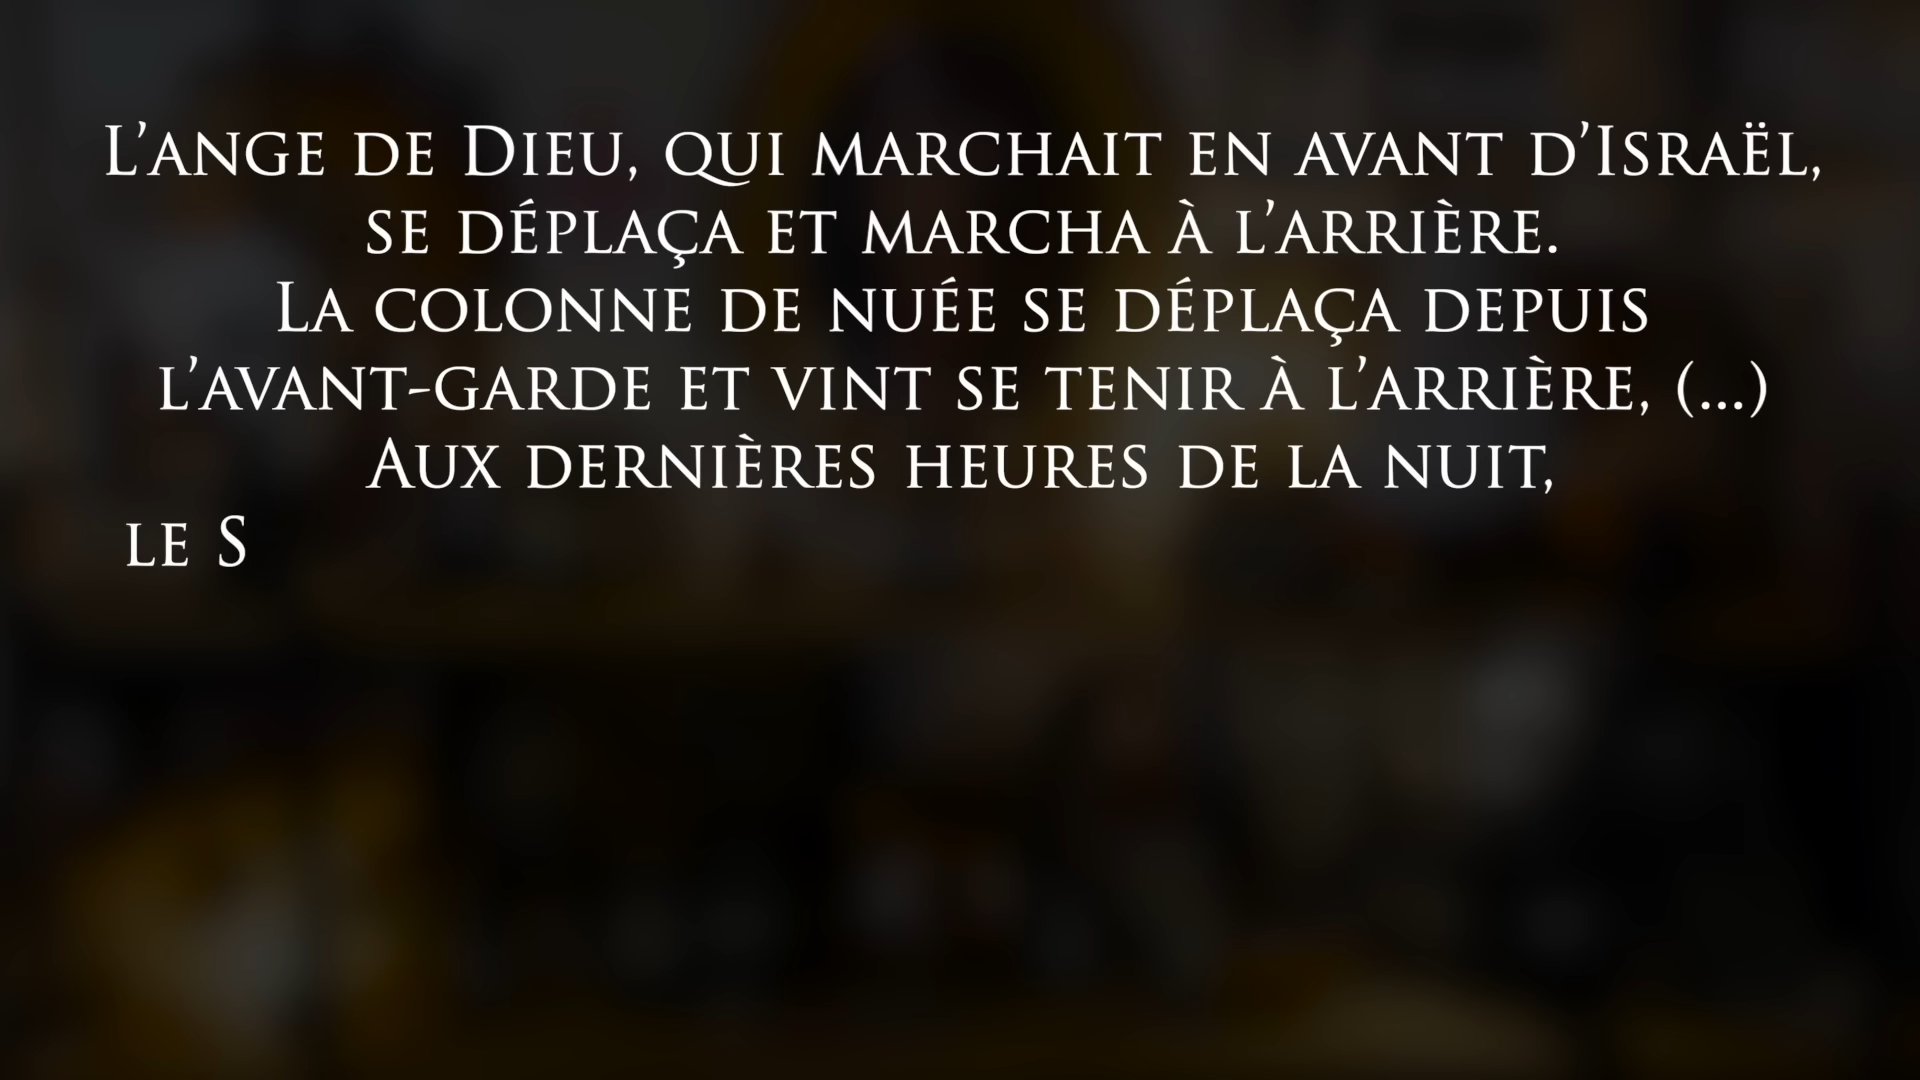 L’ange de Dieu, qui marchait en avant d’Israël,
se déplaça et marcha à l’arrière.
La colonne de nuée se déplaça depuis
l’avant-garde et vint se tenir à l’arrière, (...)
Aux dernières heures de la nuit,
le S